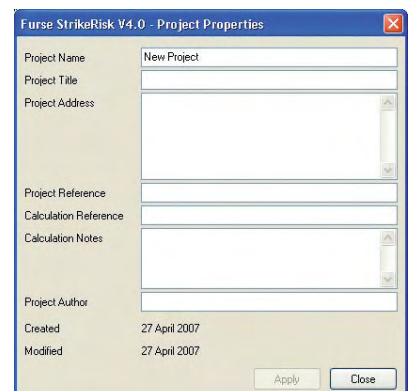 Furse StrikeRisk V4.0 - Project Properties
Project Name New Project
Project Title
Project Address
Project Reference
Calculation Reference
Calculation Notes
Project Author
Created 27 April 2007
Modified 27 April 2007
Apply Close